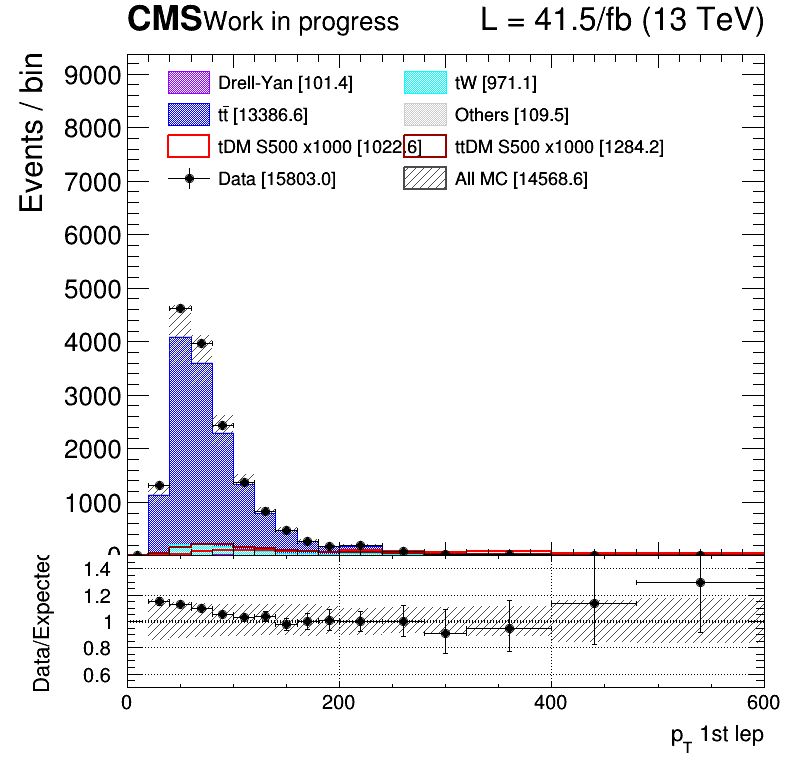 CMS Work in progress L = 41.5/fb (13 TeV)
Events / bin
9000
8000
7000
6000
5000
4000
3000
2000
1000
0
Drell-Yan [101.4] tW [971.1]
tt̄ [13386.6] Others [109.5]
tDM S500 x1000 [1022.6] ttDM S500 x1000 [1284.2]
Data [15803.0] All MC [14568.6]
Data/Expected
1.4
1.2
1
0.8
0.6
0 200 400 600
p_T 1st lep